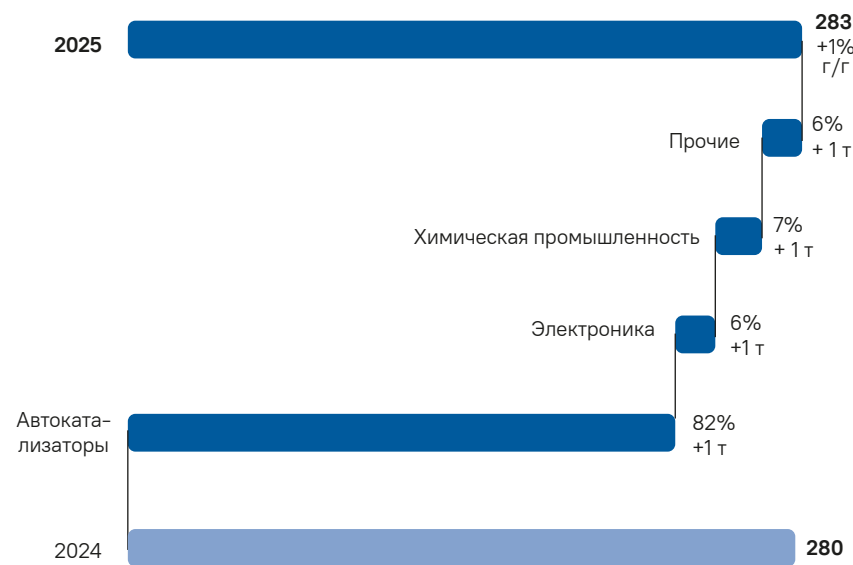 2025
283
+1%
г/г
Прочие
6%
+ 1 т
Химическая промышленность
7%
+ 1 т
Электроника
6%
+1 т
Автоката-
лизаторы
82%
+1 т
2024
280